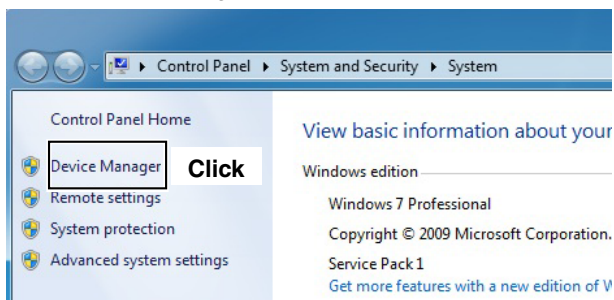 Control Panel ▸ System and Security ▸ System
Control Panel Home
Device Manager
Click
Remote settings
System protection
Advanced system settings
View basic information about your
Windows edition
Windows 7 Professional
Copyright © 2009 Microsoft Corporation.
Service Pack 1
Get more features with a new edition of